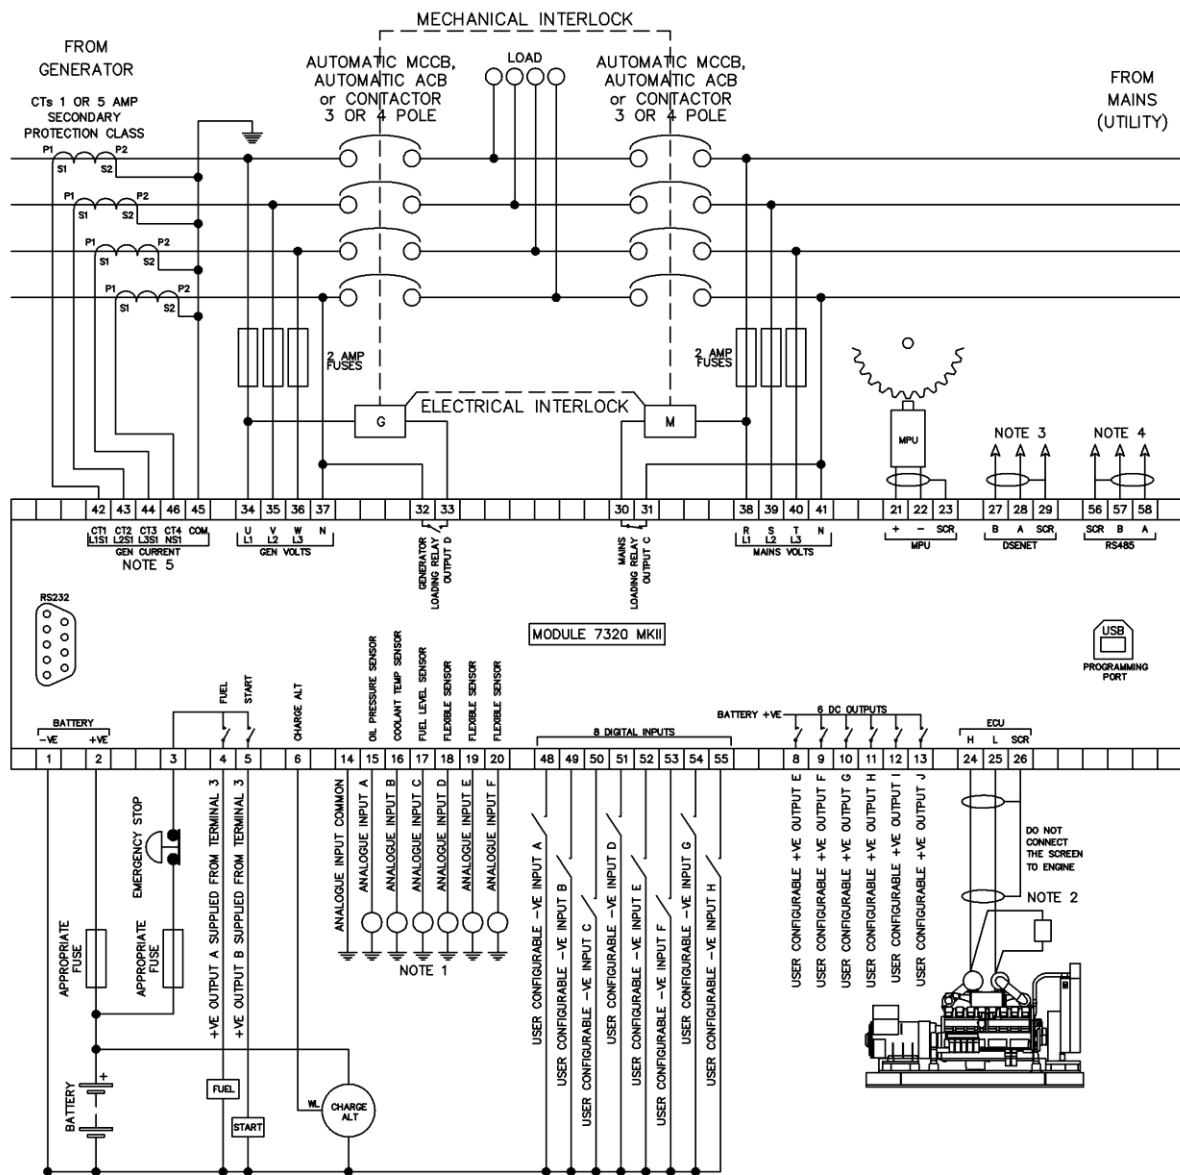 MECHANICAL INTERLOCK
FROM
GENERATOR
CTs 1 OR 5 AMP
SECONDARY
PROTECTION CLASS
AUTOMATIC MCCB,
AUTOMATIC ACB
or CONTACTOR
3 OR 4 POLE
LOAD
AUTOMATIC MCCB,
AUTOMATIC ACB
or CONTACTOR
3 OR 4 POLE
FROM
MAINS
(UTILITY)
P1 P2
S1 S2
P1 P2
S1 S2
P1 P2
S1 S2
P1 P2
S1 S2
2 AMP
FUSES
2 AMP
FUSES
ELECTRICAL INTERLOCK
G
M
MPU
NOTE 3
NOTE 4
42 43 44 46 45 34 35 36 37 32 33 30 31 38 39 40 41 21 22 23 27 28 29 56 57 58
CT1 CT2 CT3 CT4 COM
L1S1 L2S1 L3S1 NS1
GEN CURRENT
NOTE 5
U V W N
L1 L2 L3
GEN VOLTS
GENERATOR
LOADING RELAY
OUTPUT D
MAINS
LOADING RELAY
OUTPUT C
R S T N
L1 L2 L3
MAINS VOLTS
+ - SCR
MPU
B A SCR
DSENET
SCR B A
RS485
RS232
MODULE 7320 MKII
USB
PROGRAMMING
PORT
BATTERY
-VE +VE
FUEL
START
CHARGE ALT
OIL PRESSURE SENSOR
COOLANT TEMP SENSOR
FUEL LEVEL SENSOR
FLEXIBLE SENSOR
FLEXIBLE SENSOR
FLEXIBLE SENSOR
8 DIGITAL INPUTS
BATTERY +VE
6 DC OUTPUTS
ECU
H L SCR
1 2 3 4 5 6 14 15 16 17 18 19 20 48 49 50 51 52 53 54 55 8 9 10 11 12 13 24 25 26
EMERGENCY STOP
APPROPRIATE
FUSE
APPROPRIATE
FUSE
+VE OUTPUT A SUPPLIED FROM TERMINAL 3
+VE OUTPUT B SUPPLIED FROM TERMINAL 3
ANALOGUE INPUT COMMON
ANALOGUE INPUT A
ANALOGUE INPUT B
ANALOGUE INPUT C
ANALOGUE INPUT D
ANALOGUE INPUT E
ANALOGUE INPUT F
NOTE 1
USER CONFIGURABLE -VE INPUT A
USER CONFIGURABLE -VE INPUT B
USER CONFIGURABLE -VE INPUT C
USER CONFIGURABLE -VE INPUT D
USER CONFIGURABLE -VE INPUT E
USER CONFIGURABLE -VE INPUT F
USER CONFIGURABLE -VE INPUT G
USER CONFIGURABLE -VE INPUT H
USER CONFIGURABLE +VE OUTPUT E
USER CONFIGURABLE +VE OUTPUT F
USER CONFIGURABLE +VE OUTPUT G
USER CONFIGURABLE +VE OUTPUT H
USER CONFIGURABLE +VE OUTPUT I
USER CONFIGURABLE +VE OUTPUT J
DO NOT
CONNECT
THE SCREEN
TO ENGINE
NOTE 2
BATTERY
+
FUEL
START
WL
CHARGE
ALT